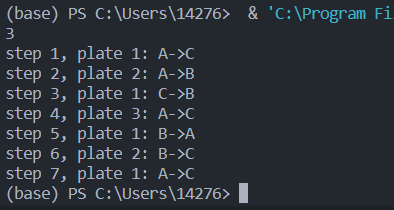 (base) PS C:\Users\14276>  & 'C:\Program Fi
3
step 1, plate 1: A->C
step 2, plate 2: A->B
step 3, plate 1: C->B
step 4, plate 3: A->C
step 5, plate 1: B->A
step 6, plate 2: B->C
step 7, plate 1: A->C
(base) PS C:\Users\14276>